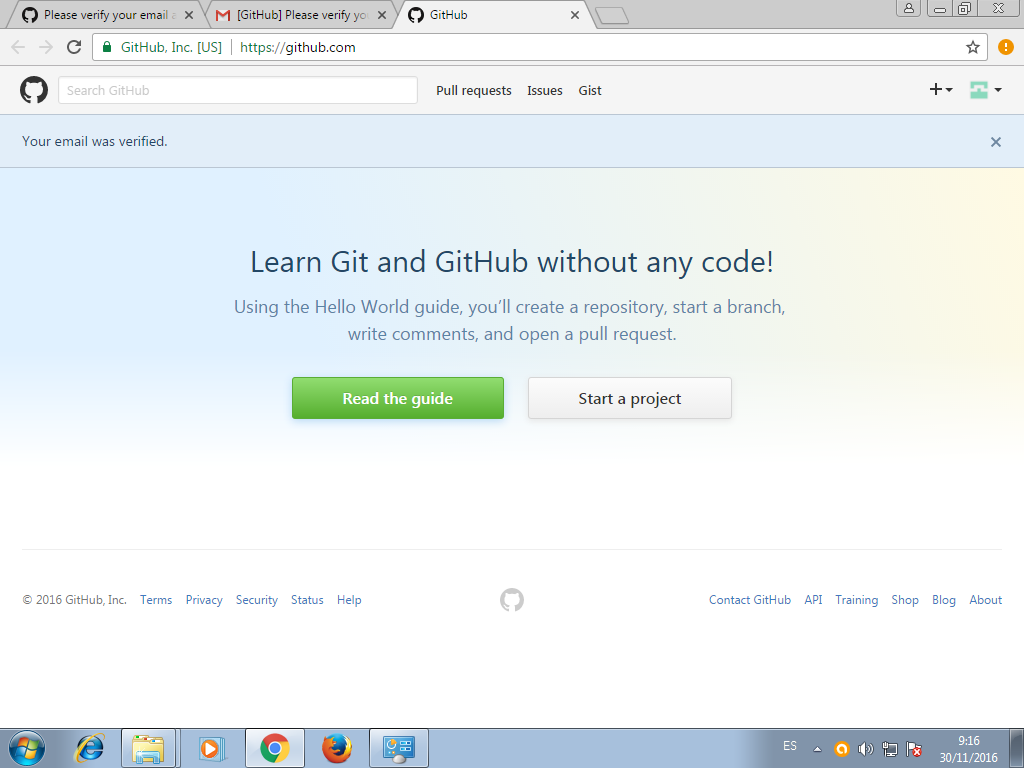 Please verify your email a
[GitHub] Please verify yo
GitHub
GitHub, Inc. [US] https://github.com
Search GitHub
Pull requests Issues Gist
Your email was verified.
Learn Git and GitHub without any code!
Using the Hello World guide, you’ll create a repository, start a branch,
write comments, and open a pull request.
Read the guide
Start a project
© 2016 GitHub, Inc. Terms Privacy Security Status Help
Contact GitHub API Training Shop Blog About
ES
9:16
30/11/2016